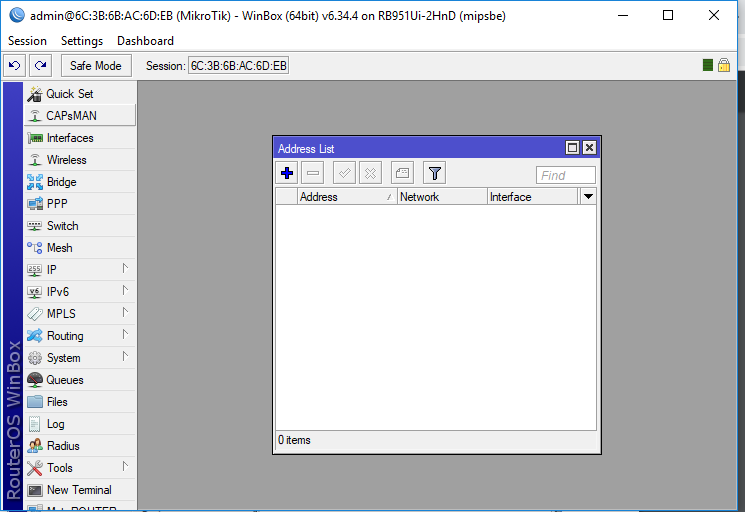 admin@6C:3B:6B:AC:6D:EB (MikroTik) - WinBox (64bit) v6.34.4 on RB951Ui-2HnD (mipsbe)
Session Settings Dashboard
Safe Mode Session: 6C:3B:6B:AC:6D:EB
Quick Set
CAPsMAN
Interfaces
Wireless
Bridge
PPP
Switch
Mesh
255 IP
v6 IPv6
MPLS
Routing
System
Queues
Files
Log
Radius
Tools
New Terminal
RouterOS WinBox
Address List
Find
Address Network Interface
0 items